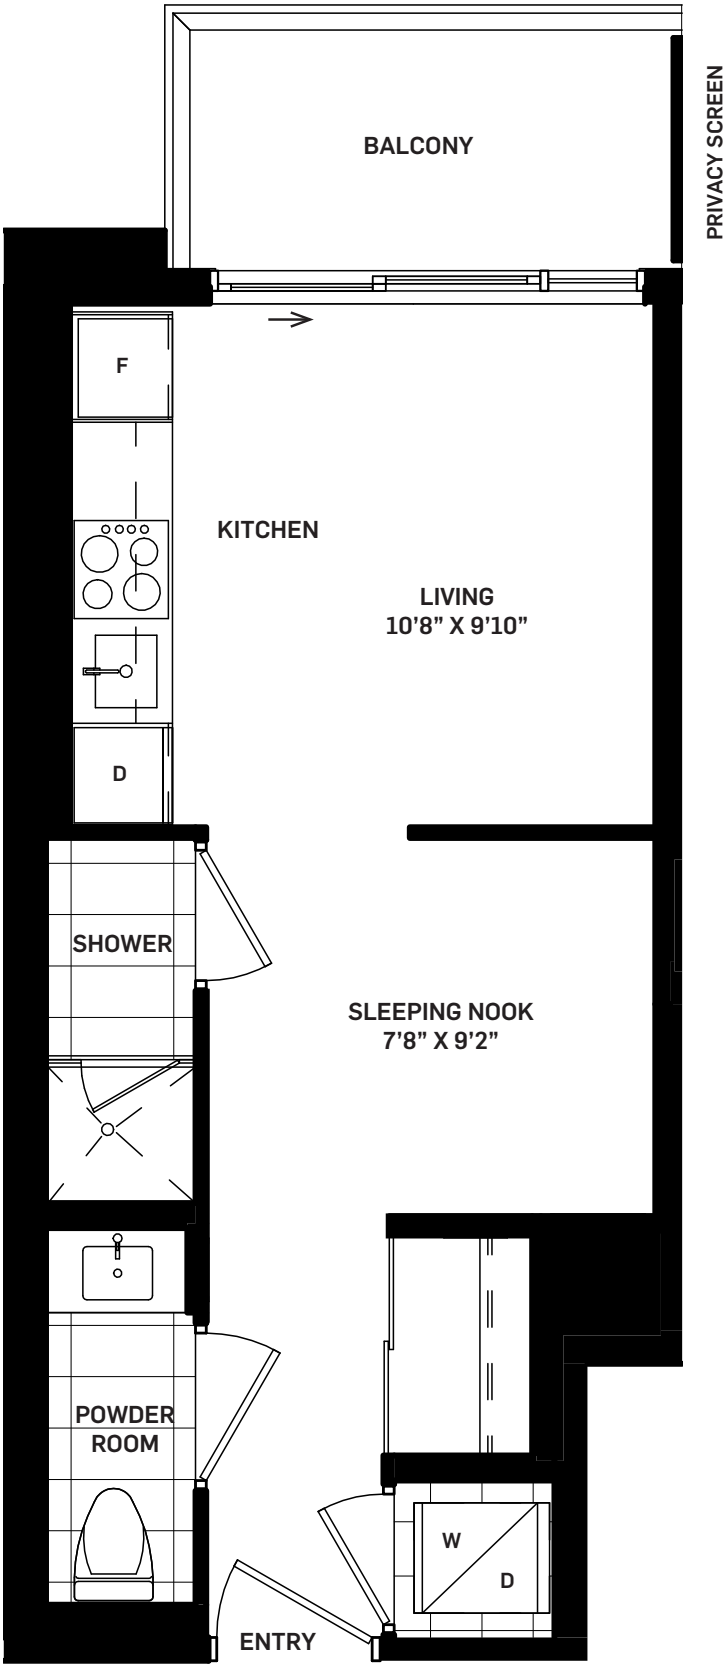 BALCONY
PRIVACY SCREEN
F
KITCHEN
LIVING
10’8” X 9’10”
D
SHOWER
SLEEPING NOOK
7’8” X 9’2”
POWDER
ROOM
W
D
ENTRY